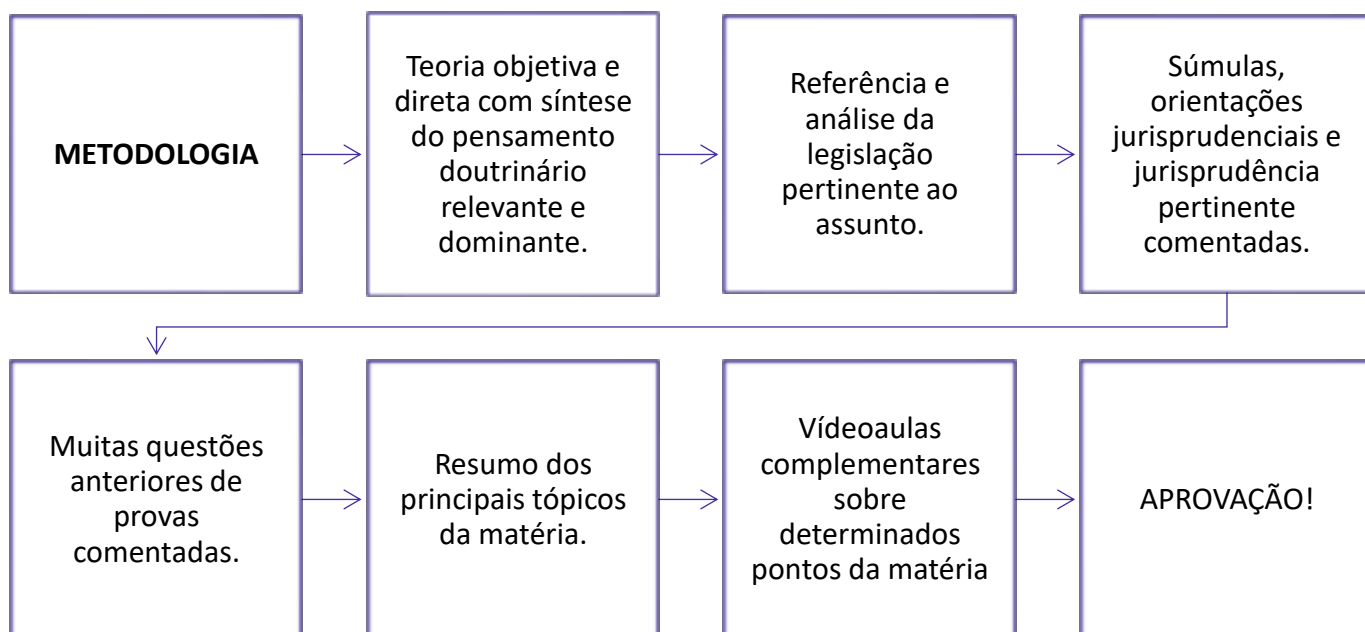 METODOLOGIA
Teoria objetiva e
direta com síntese
do pensamento
doutrinário
relevante e
dominante.
Referência e
análise da
legislação
pertinente ao
assunto.
Súmulas,
orientações
jurisprudenciais e
jurisprudência
pertinente
comentadas.
Muitas questões
anteriores de
provas
comentadas.
Resumo dos
principais tópicos
da matéria.
Vídeoaulas
complementares
sobre
determinados
pontos da matéria
APROVAÇÃO!